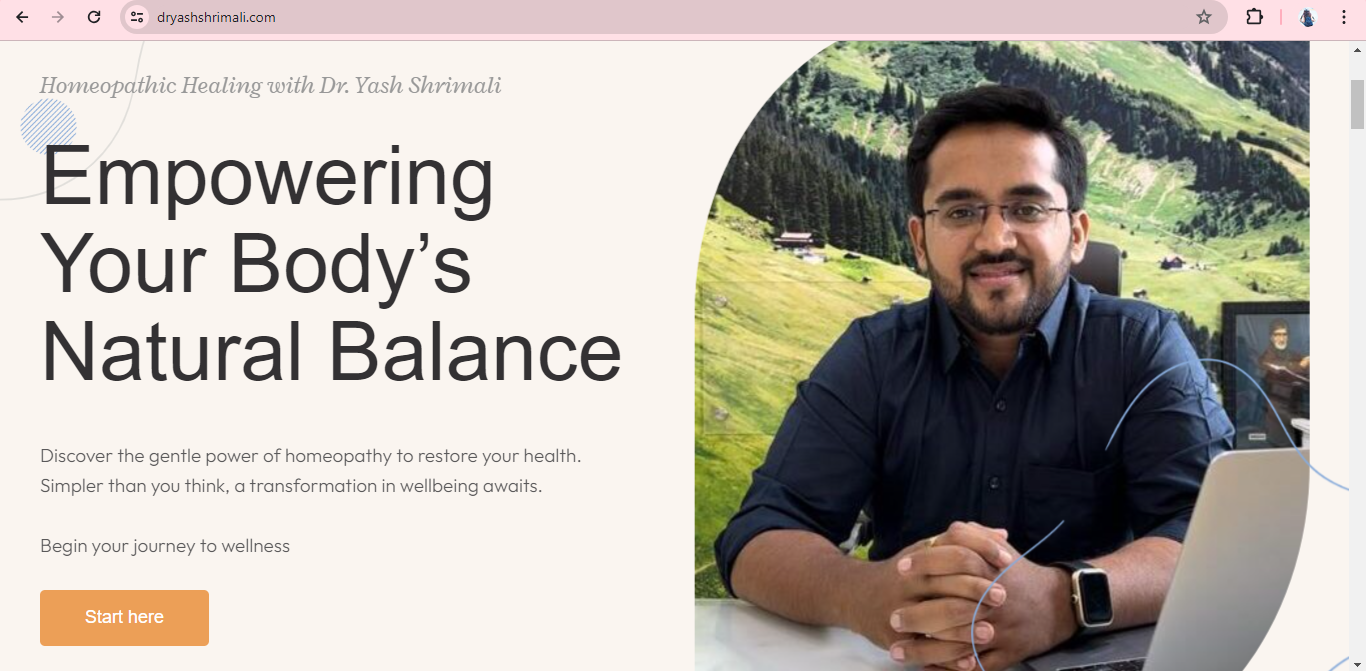 dryashshrimali.com
Homeopathic Healing with Dr. Yash Shrimali
Empowering
Your Body’s
Natural Balance
Discover the gentle power of homeopathy to restore your health.
Simpler than you think, a transformation in wellbeing awaits.
Begin your journey to wellness
Start here